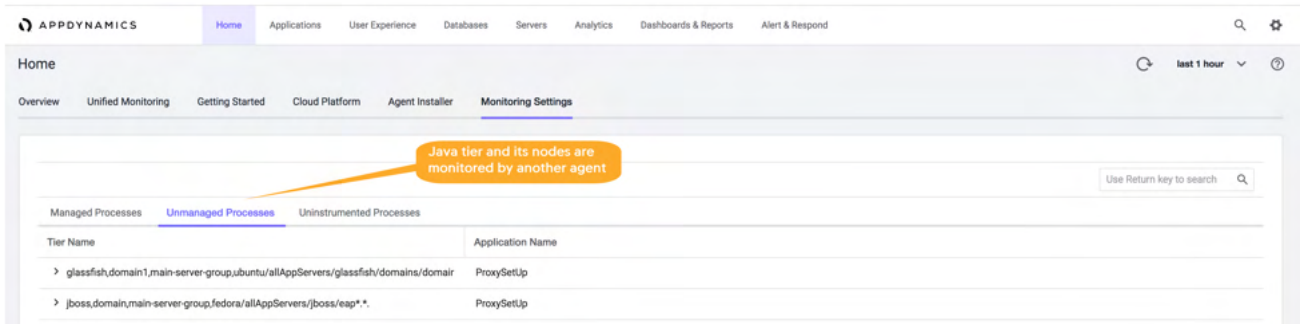 APPDYNAMICS Home Applications User Experience Databases Servers Analytics Dashboards & Reports Alert & Respond
Home last 1 hour
Overview Unified Monitoring Getting Started Cloud Platform Agent Installer Monitoring Settings
Java tier and its nodes are
monitored by another agent
Use Return key to search
Managed Processes Unmanaged Processes Uninstrumented Processes
Tier Name Application Name
glassfish,domain1,main-server-group,ubuntu/allAppServers/glassfish/domains/domair ProxySetUp
jboss,domain,main-server-group,fedora/allAppServers/jboss/eap*.*. ProxySetUp